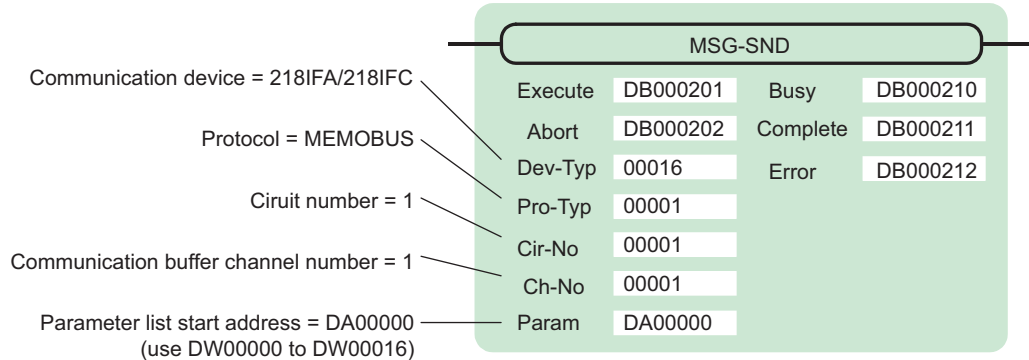 MSG-SND
Communication device = 218IFA/218IFC
Execute DB000201 Busy DB000210
Protocol = MEMOBUS
Abort DB000202 Complete DB000211
Dev-Typ 00016 Error DB000212
Ciruit number = 1
Pro-Typ 00001
Cir-No 00001
Communication buffer channel number = 1
Ch-No 00001
Parameter list start address = DA00000
Param DA00000
(use DW00000 to DW00016)